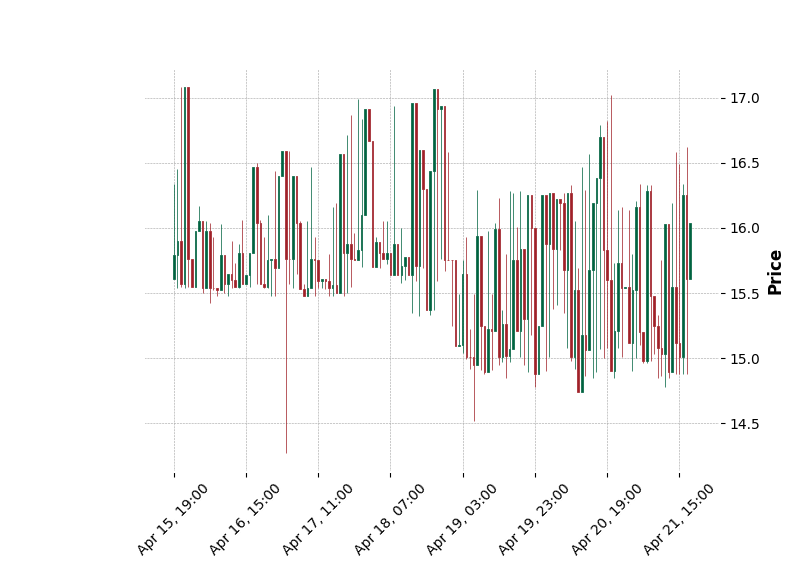 17.0
16.5
16.0
15.5
15.0
14.5
Price
Apr 15, 19:00
Apr 16, 15:00
Apr 17, 11:00
Apr 18, 07:00
Apr 19, 03:00
Apr 19, 23:00
Apr 20, 19:00
Apr 21, 15:00